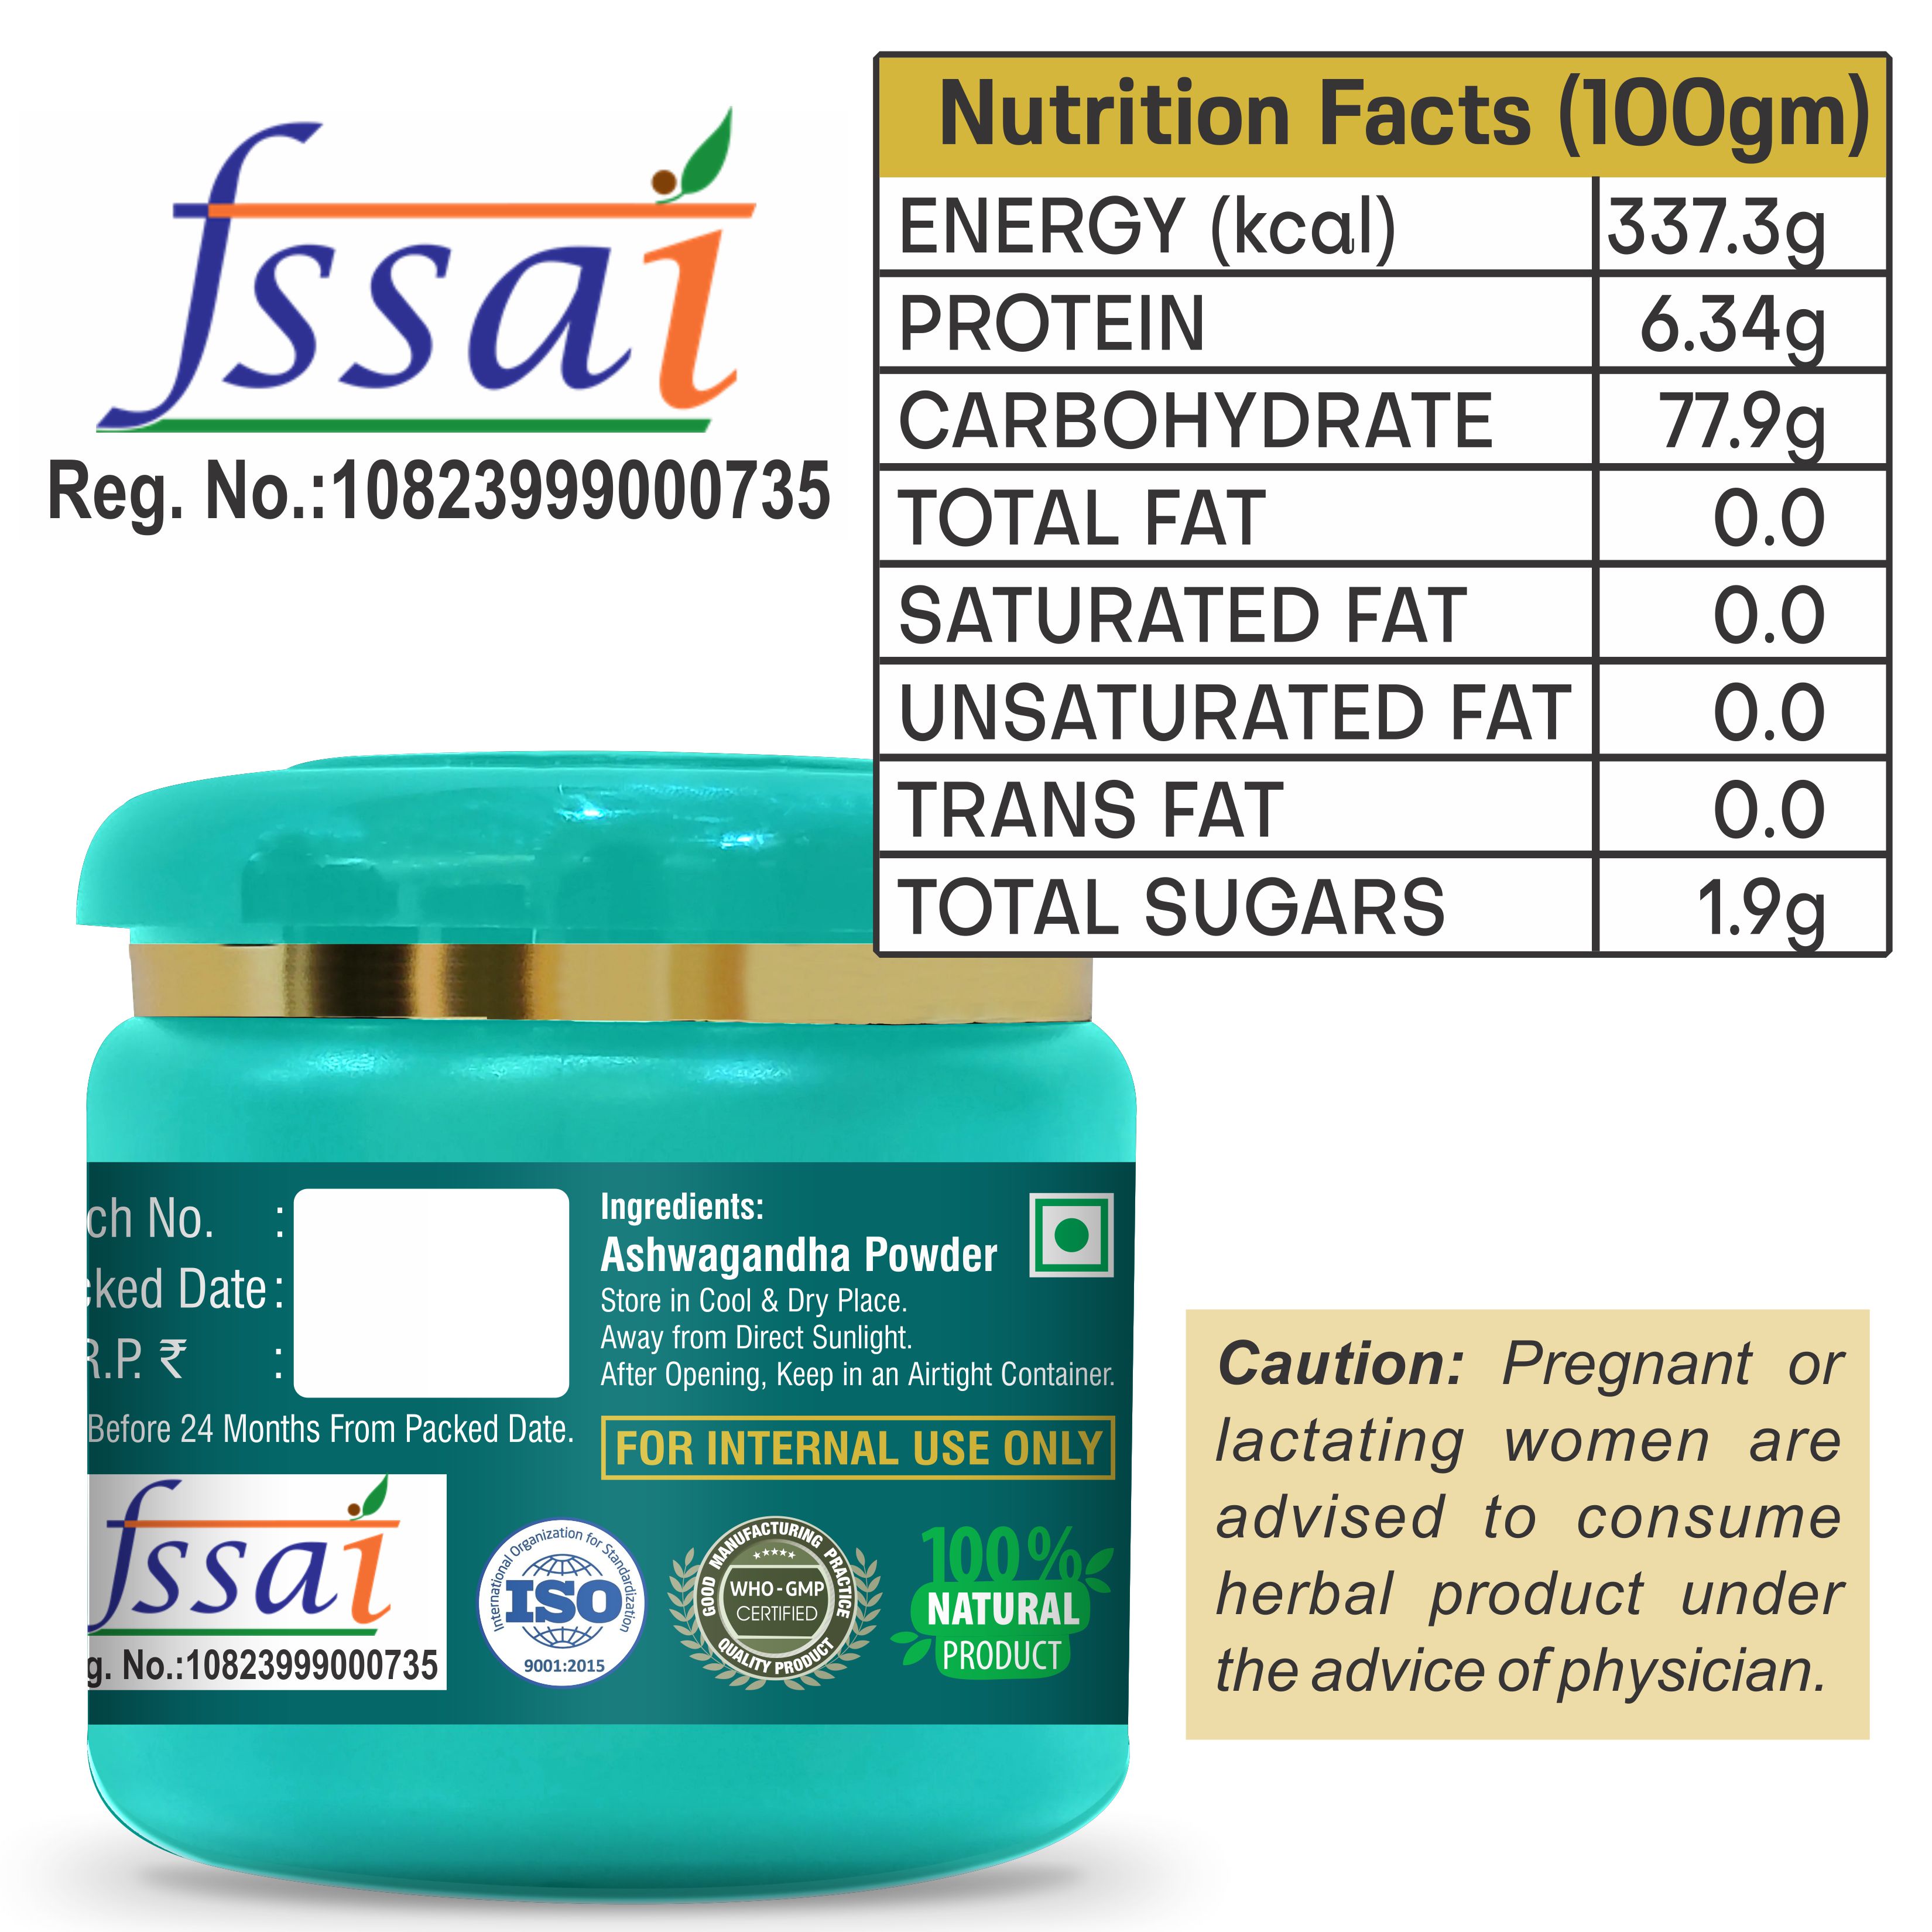 fssai
Reg. No.:10823999000735
Nutrition Facts (100gm)
ENERGY (kcal) 337.3g
PROTEIN 6.34g
CARBOHYDRATE 77.9g
TOTAL FAT 0.0
SATURATED FAT 0.0
UNSATURATED FAT 0.0
TRANS FAT 0.0
TOTAL SUGARS 1.9g
ch No. :
cked Date:
R.P. ₹ :
Before 24 Months From Packed Date.
fssai
g. No.:10823999000735
Ingredients:
Ashwagandha Powder
Store in Cool & Dry Place.
Away from Direct Sunlight.
After Opening, Keep in an Airtight Container.
FOR INTERNAL USE ONLY
International Organization for Standardization
ISO
9001:2015
GOOD MANUFACTURING PRACTICE
WHO-GMP
CERTIFIED
QUALITY PRODUCT
100%
NATURAL
PRODUCT
Caution: Pregnant or
lactating women are
advised to consume
herbal product under
the advice of physician.